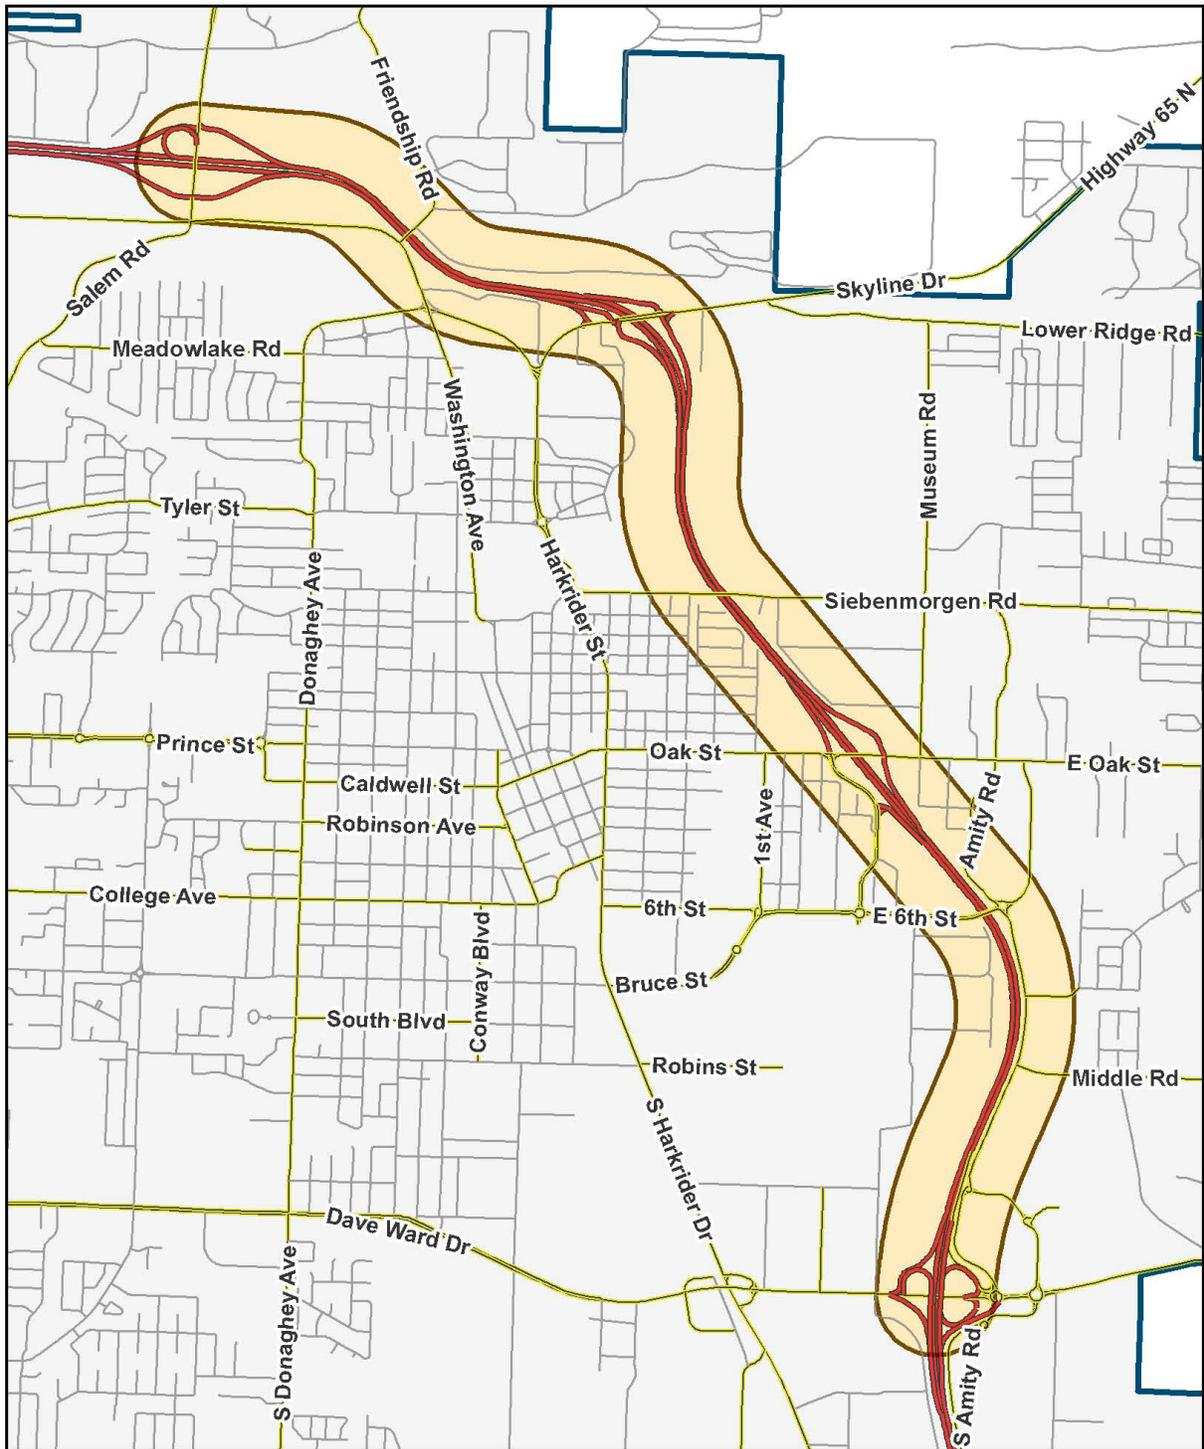 Friendship Rd
Highway 65 N
Salem Rd
Skyline Dr
Lower Ridge Rd
Meadowlake Rd
Washington Ave
Museum Rd
Tyler St
Harkrider St
Donaghey Ave
Siebenmorgen Rd
Prince St
Oak St
E Oak St
Caldwell St
Amity Rd
1st Ave
Robinson Ave
College Ave
6th St
E 6th St
Conway Blvd
Bruce St
South Blvd
Robins St
Middle Rd
S Harkrider Dr
Dave Ward Dr
S Donaghey Ave
S Amity Rd